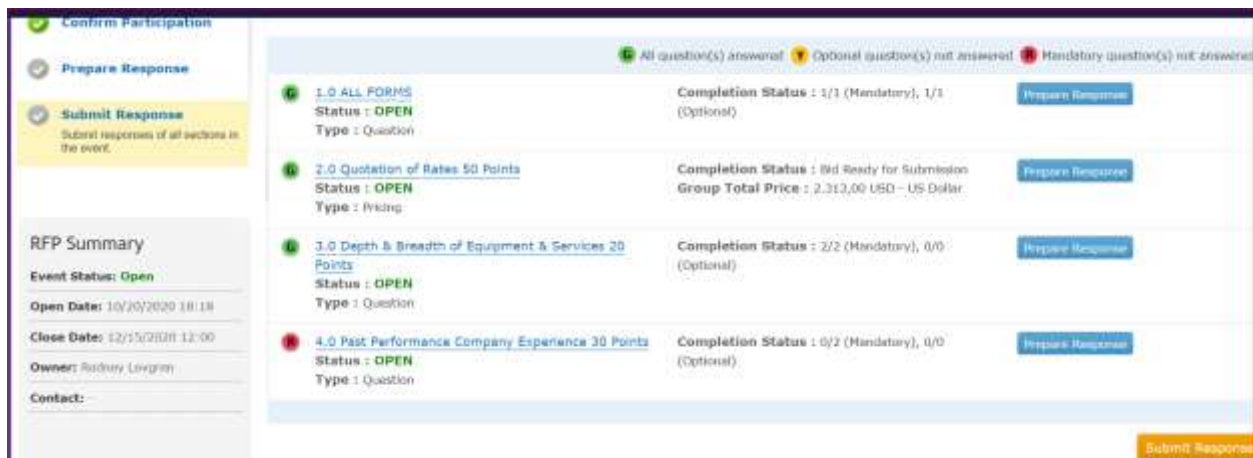 Confirm Participation
Prepare Response
Submit Response
Submit responses of all sections in
the event.
RFP Summary
Event Status: Open
Open Date: 10/20/2020 18:18
Close Date: 12/15/2020 12:00
Owner: Rodney Lovgren
Contact:
G All question(s) answered Y Optional question(s) not answered R Mandatory question(s) not answered
G 1.0 ALL FORMS
Status : OPEN
Type : Question
Completion Status : 1/1 (Mandatory), 1/1
(Optional)
Prepare Response
G 2.0 Quotation of Rates 50 Points
Status : OPEN
Type : Pricing
Completion Status : Bid Ready for Submission
Group Total Price : 2.313,00 USD - US Dollar
Prepare Response
G 3.0 Depth & Breadth of Equipment & Services 20
Points
Status : OPEN
Type : Question
Completion Status : 2/2 (Mandatory), 0/0
(Optional)
Prepare Response
R 4.0 Past Performance Company Experience 30 Points
Status : OPEN
Type : Question
Completion Status : 0/2 (Mandatory), 0/0
(Optional)
Prepare Response
Submit Response